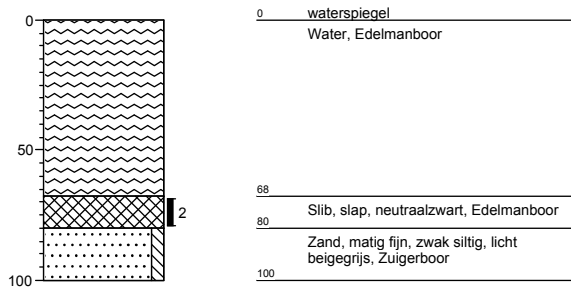 0
50
100
2
0 waterspiegel
Water, Edelmanboor
68
Slib, slap, neutraalzwart, Edelmanboor
80
Zand, matig fijn, zwak siltig, licht
beigegrijs, Zuigerboor
100